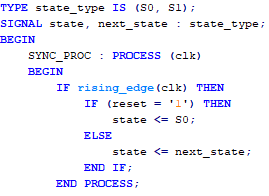 TYPE state_type IS (S0, S1);
SIGNAL state, next_state : state_type;
BEGIN
SYNC_PROC : PROCESS (clk)
BEGIN
IF rising_edge(clk) THEN
IF (reset = '1') THEN
state <= S0;
ELSE
state <= next_state;
END IF;
END PROCESS;